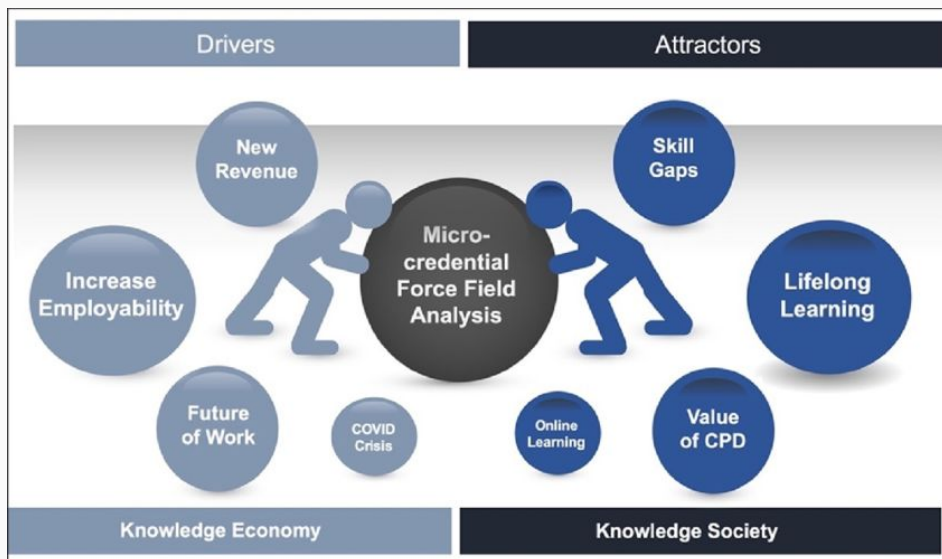 Drivers
Attractors
New
Revenue
Skill
Gaps
Increase
Employability
Micro-
credential
Force Field
Analysis
Lifelong
Learning
Future
of Work
COVID
Crisis
Online
Learning
Value
of CPD
Knowledge Economy
Knowledge Society